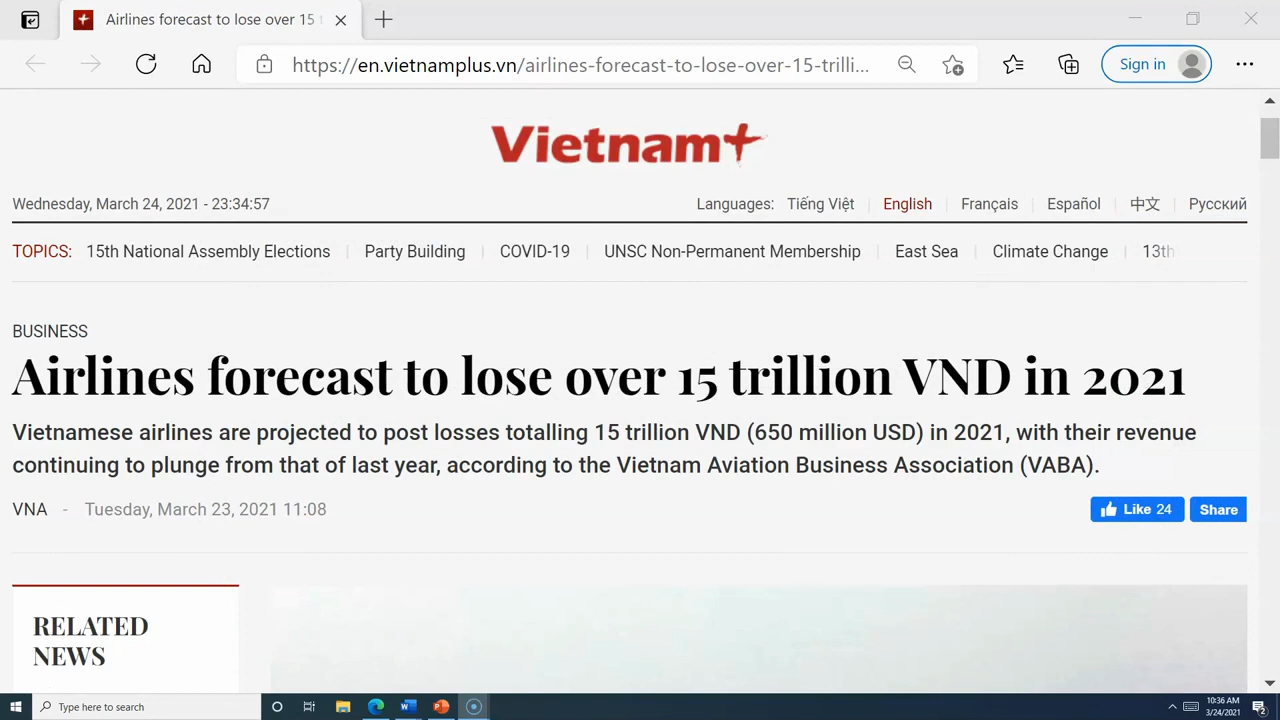 Airlines forecast to lose over 15
https://en.vietnamplus.vn/airlines-forecast-to-lose-over-15-trilli...
Sign in
Vietnam+
Wednesday, March 24, 2021 - 23:34:57
Languages: Tiếng Việt English Français Español 中文 Русский
TOPICS: 15th National Assembly Elections Party Building COVID-19 UNSC Non-Permanent Membership East Sea Climate Change 13th
BUSINESS
Airlines forecast to lose over 15 trillion VND in 2021
Vietnamese airlines are projected to post losses totalling 15 trillion VND (650 million USD) in 2021, with their revenue
continuing to plunge from that of last year, according to the Vietnam Aviation Business Association (VABA).
VNA - Tuesday, March 23, 2021 11:08
Like 24 Share
RELATED
NEWS
Type here to search
10:36 AM
3/24/2021
2